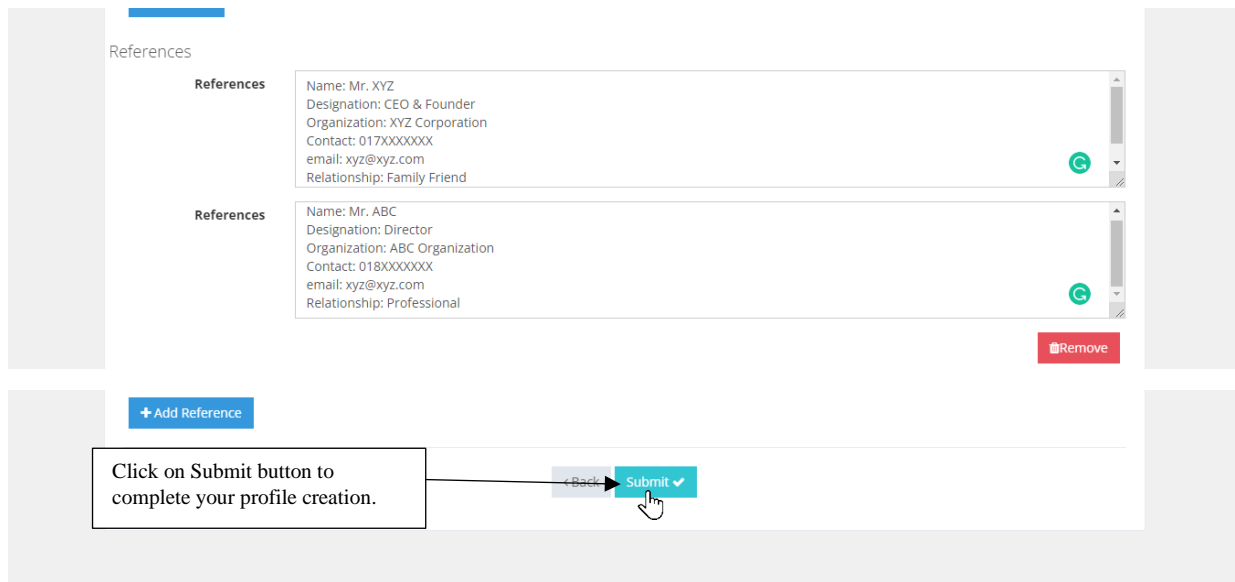 References
References
Name: Mr. XYZ
Designation: CEO & Founder
Organization: XYZ Corporation
Contact: 017XXXXXXX
email: xyz@xyz.com
Relationship: Family Friend
References
Name: Mr. ABC
Designation: Director
Organization: ABC Organization
Contact: 018XXXXXXX
email: xyz@xyz.com
Relationship: Professional
Remove
+ Add Reference
Click on Submit button to
complete your profile creation.
‹ Back
Submit ✔